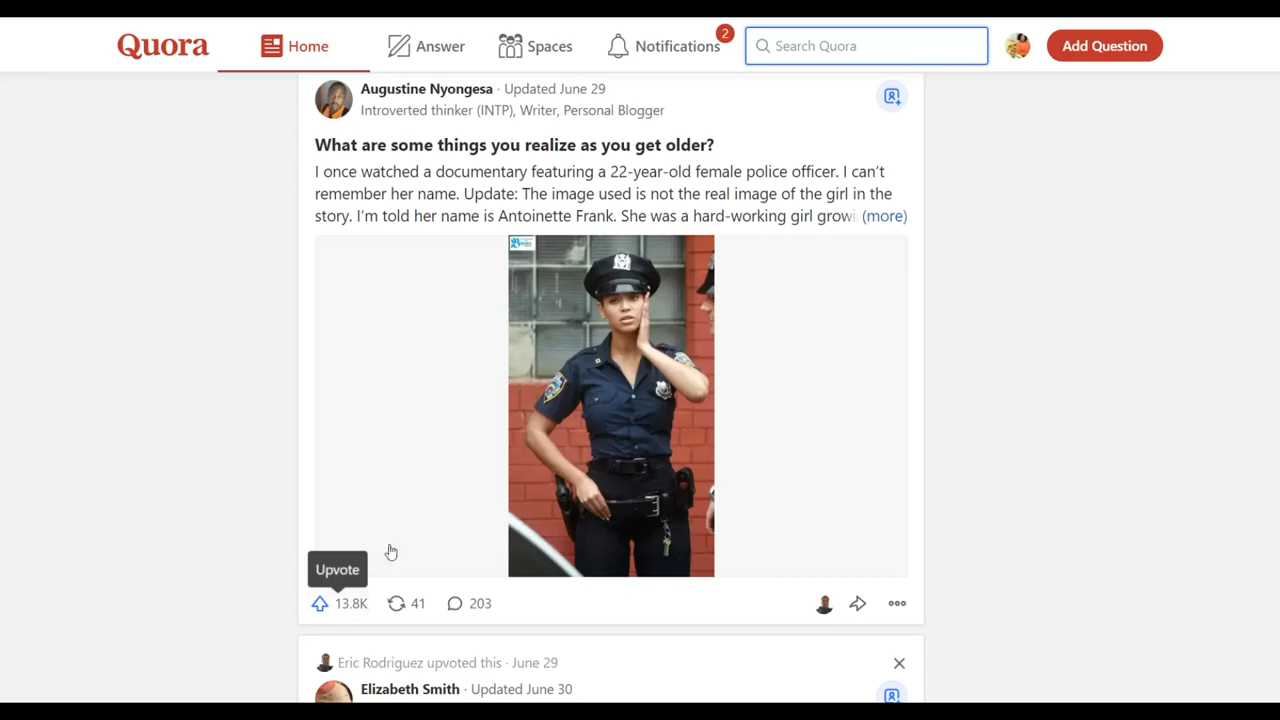 Quora
Home
Answer
Spaces
Notifications
2
Search Quora
Add Question
Augustine Nyongesa · Updated June 29
Introverted thinker (INTP), Writer, Personal Blogger
What are some things you realize as you get older?
I once watched a documentary featuring a 22-year-old female police officer. I can’t
remember her name. Update: The image used is not the real image of the girl in the
story. I’m told her name is Antoinette Frank. She was a hard-working girl growi (more)
Upvote
13.8K
41
203
Eric Rodriguez upvoted this · June 29
Elizabeth Smith · Updated June 30